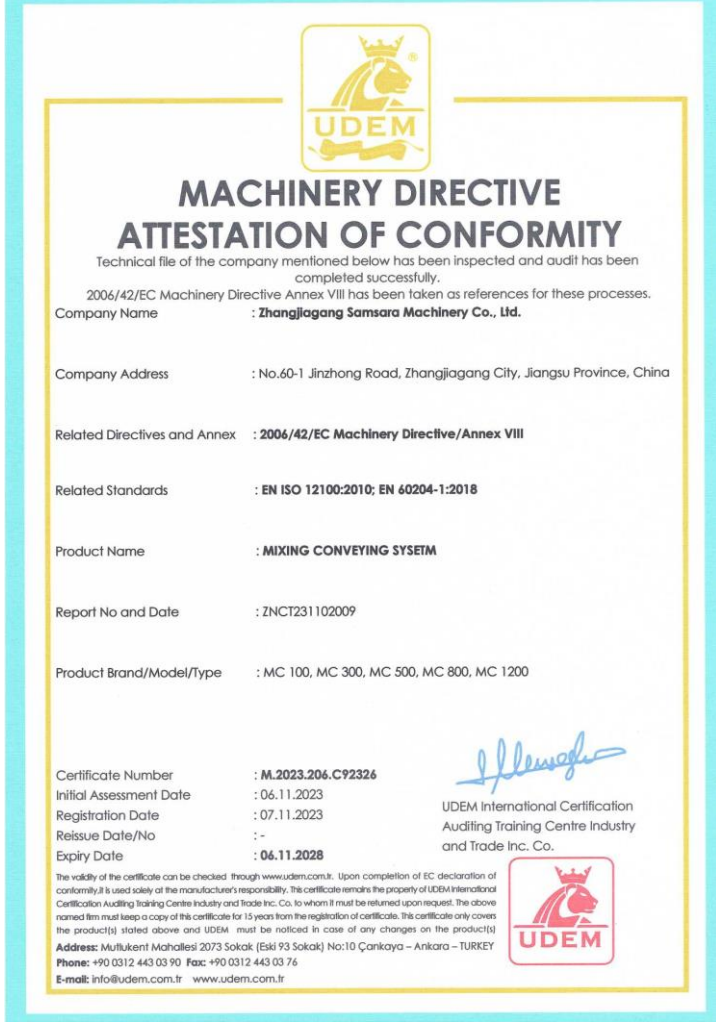 UDEM
®
MACHINERY DIRECTIVE
ATTESTATION OF CONFORMITY
Technical file of the company mentioned below has been inspected and audit has been
completed successfully.
2006/42/EC Machinery Directive Annex VIII has been taken as references for these processes.
Company Name : Zhangjiagang Samsara Machinery Co., Ltd.
Company Address : No.60-1 Jinzhong Road, Zhangjiagang City, Jiangsu Province, China
Related Directives and Annex : 2006/42/EC Machinery Directive/Annex VIII
Related Standards : EN ISO 12100:2010; EN 60204-1:2018
Product Name : MIXING CONVEYING SYSETM
Report No and Date : ZNCT231102009
Product Brand/Model/Type : MC 100, MC 300, MC 500, MC 800, MC 1200
Certificate Number : M.2023.206.C92326
Initial Assessment Date : 06.11.2023
Registration Date : 07.11.2023
Reissue Date/No : -
Expiry Date : 06.11.2028
UDEM International Certification
Auditing Training Centre Industry
and Trade Inc. Co.
The validity of the certificate can be checked through www.udem.com.tr. Upon completion of EC declaration of
conformity,it is used solely at the manufacturer's responsibility. This certificate remains the property of UDEM International
Certification Auditing Training Centre Industry and Trade Inc. Co. to whom it must be returned upon request. The above
named firm must keep a copy of this certificate for 15 years from the registration of certificate. This certificate only covers
the product(s) stated above and UDEM must be noticed in case of any changes on the product(s)
Address: Mutlukent Mahallesi 2073 Sokak (Eski 93 Sokak) No:10 Çankaya – Ankara – TURKEY
Phone: +90 0312 443 03 90 Fax: +90 0312 443 03 76
E-mail: info@udem.com.tr www.udem.com.tr
UDEM